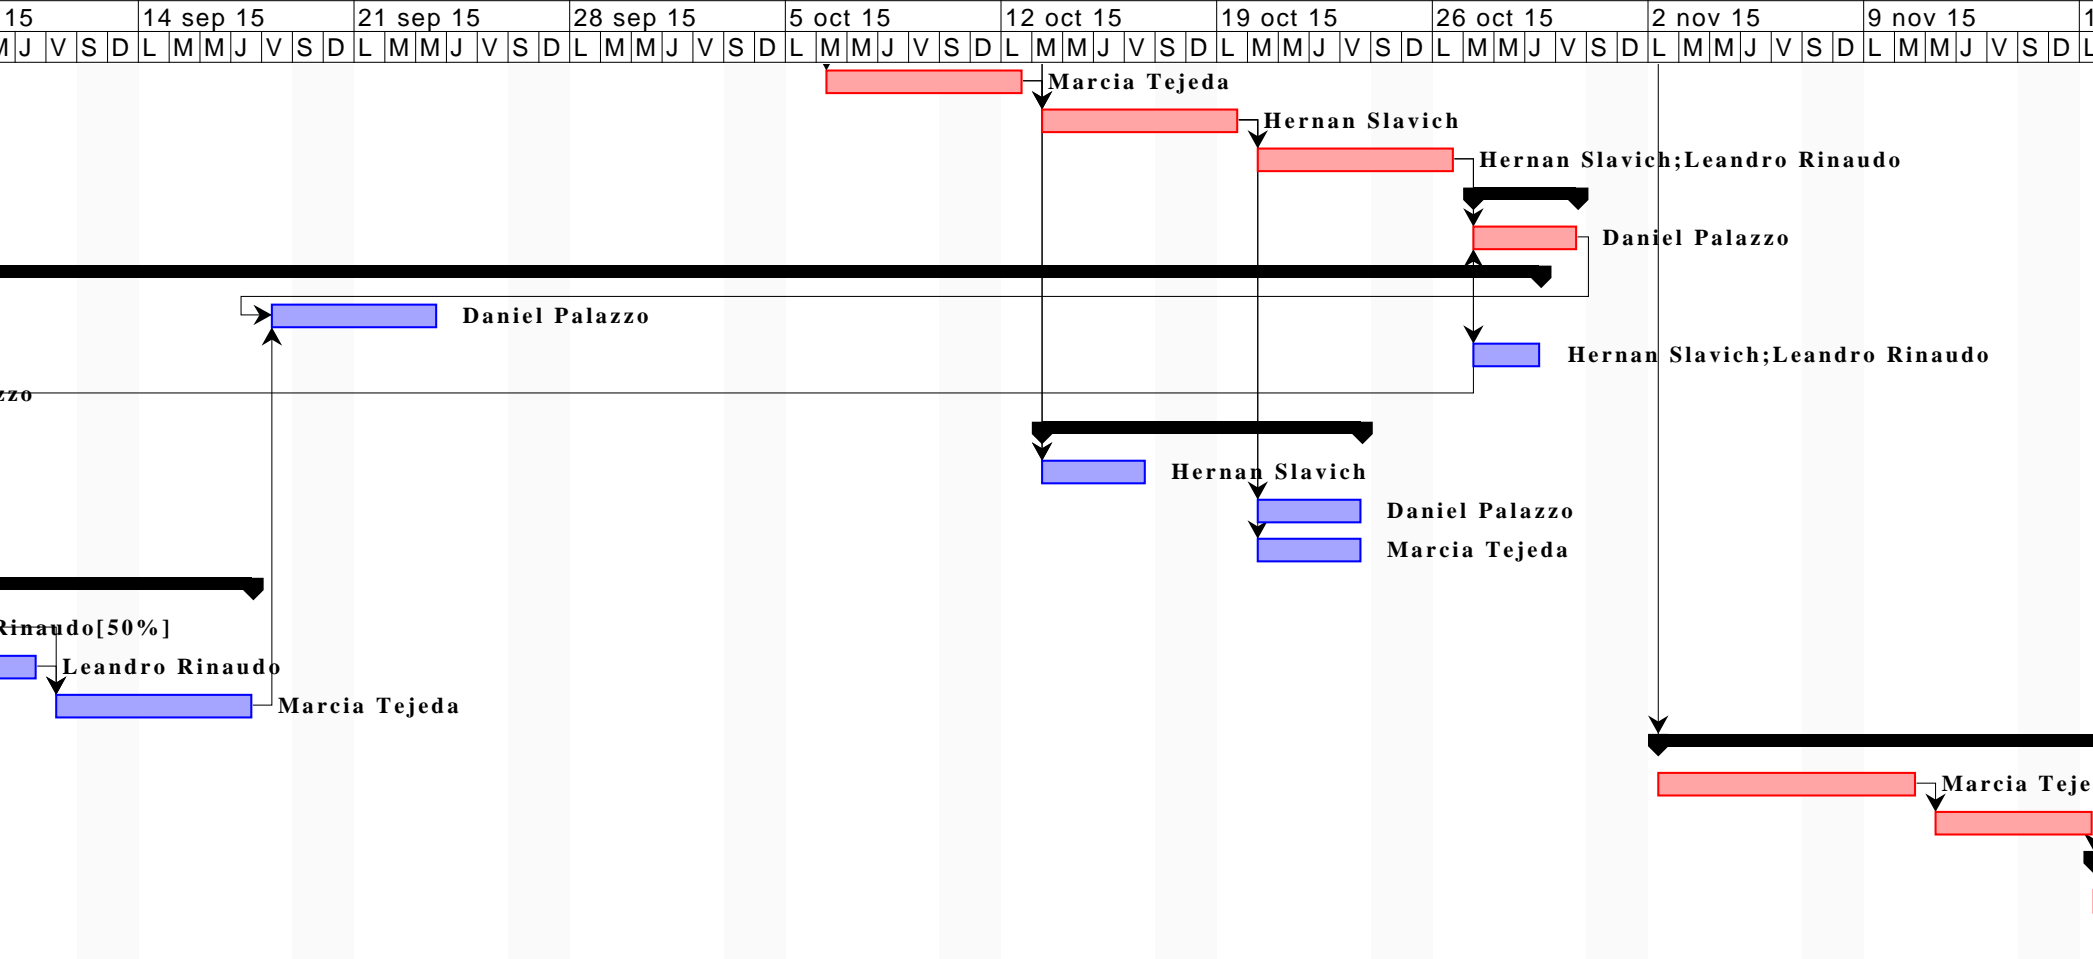 15 14 sep 15 21 sep 15 28 sep 15 5 oct 15 12 oct 15 19 oct 15 26 oct 15 2 nov 15 9 nov 15 1
M J V S D L M M J V S D L M M J V S D L M M J V S D L M M J V S D L M M J V S D L M M J V S D L M M J V S D L M M J V S D L M M J V S D L
Marcia Tejeda
Hernan Slavich
Hernan Slavich;Leandro Rinaudo
Daniel Palazzo
Daniel Palazzo
Hernan Slavich;Leandro Rinaudo
zzo
Hernan Slavich
Daniel Palazzo
Marcia Tejeda
Rinaudo[50%]
Leandro Rinaudo
Marcia Tejeda
Marcia Teje